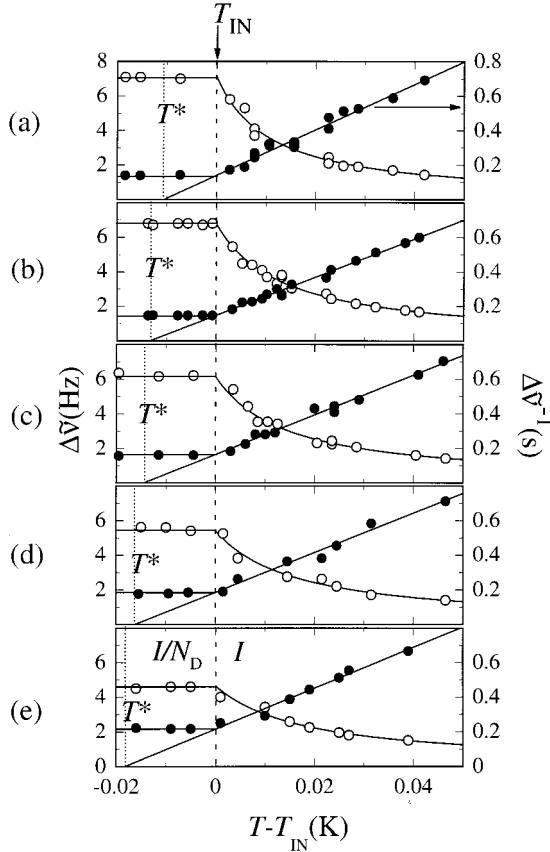 T_IN
8 0.8
(a) 6 T* 0.6
4 0.4
2 0.2
(b) 6 T* 0.6
4 0.4
2 0.2
(c) 6 T* 0.6
4 0.4
2 0.2
Δṽ(Hz) Δṽ⁻¹(s)
(d) 6 T* 0.6
4 0.4
2 0.2
(e) 6 I/N_D I 0.6
4 T* 0.4
2 0.2
0 0
-0.02 0 0.02 0.04
T-T_IN(K)